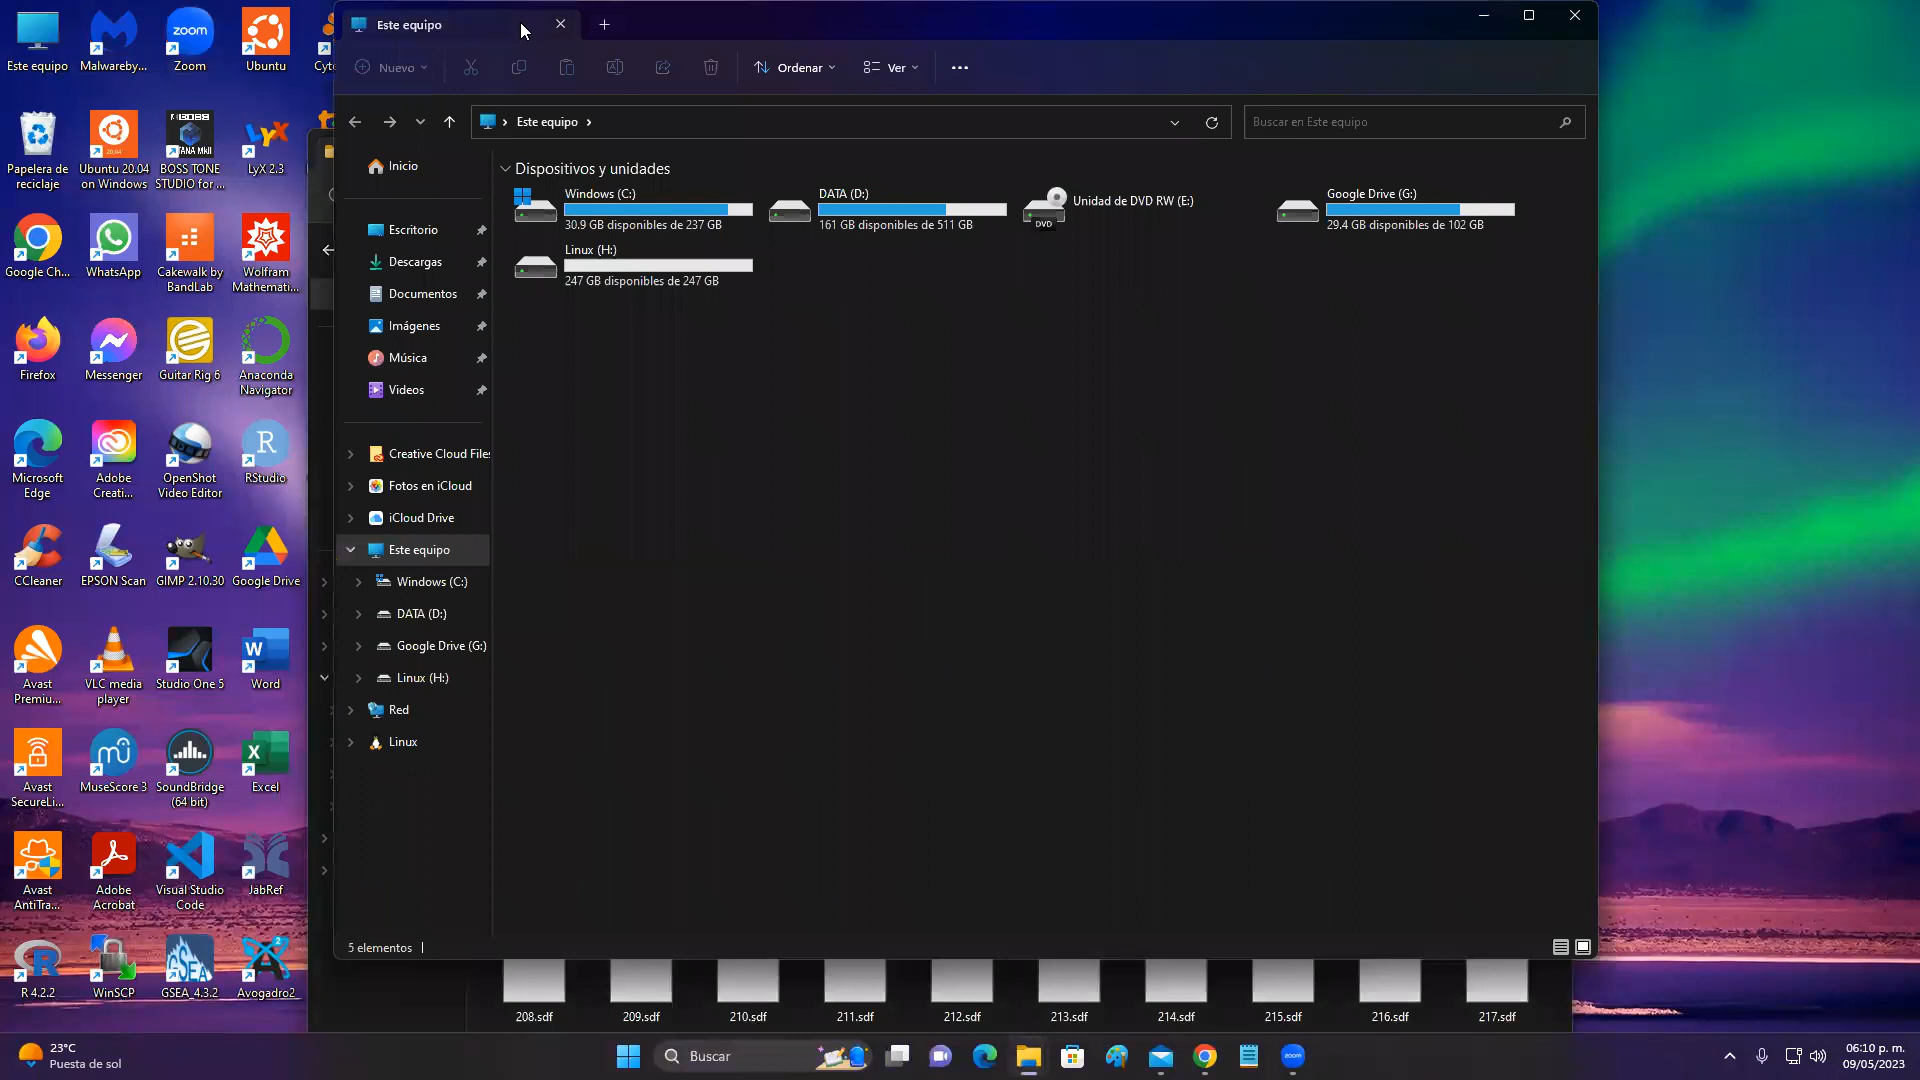 Este equipo
Malwareby...
Zoom
Ubuntu
Cyto
Papelera de
reciclaje
Ubuntu 20.04
on Windows
BOSS TONE
STUDIO for ...
LyX 2.3
Google Ch...
WhatsApp
Cakewalk by
BandLab
Wolfram
Mathemati...
Firefox
Messenger
Guitar Rig 6
Anaconda
Navigator
Microsoft
Edge
Adobe
Creati...
OpenShot
Video Editor
RStudio
CCleaner
EPSON Scan
GIMP 2.10.30
Google Drive
Avast
Premiu...
VLC media
player
Studio One 5
Word
Avast
SecureLi...
MuseScore 3
SoundBridge
(64 bit)
Excel
Avast
AntiTra...
Adobe
Acrobat
Visual Studio
Code
JabRef
R 4.2.2
WinSCP
GSEA_4.3.2
Avogadro2
Este equipo
Nuevo
Ordenar
Ver
Este equipo
Buscar en Este equipo
Inicio
Escritorio
Descargas
Documentos
Imágenes
Música
Videos
Creative Cloud Files
Fotos en iCloud
iCloud Drive
Este equipo
Windows (C:)
DATA (D:)
Google Drive (G:)
Linux (H:)
Red
Linux
Dispositivos y unidades
Windows (C:)
30.9 GB disponibles de 237 GB
DATA (D:)
161 GB disponibles de 511 GB
Unidad de DVD RW (E:)
DVD
Google Drive (G:)
29.4 GB disponibles de 102 GB
Linux (H:)
247 GB disponibles de 247 GB
5 elementos
208.sdf 209.sdf 210.sdf 211.sdf 212.sdf 213.sdf 214.sdf 215.sdf 216.sdf 217.sdf
23°C
Puesta de sol
Buscar
06:10 p. m.
09/05/2023